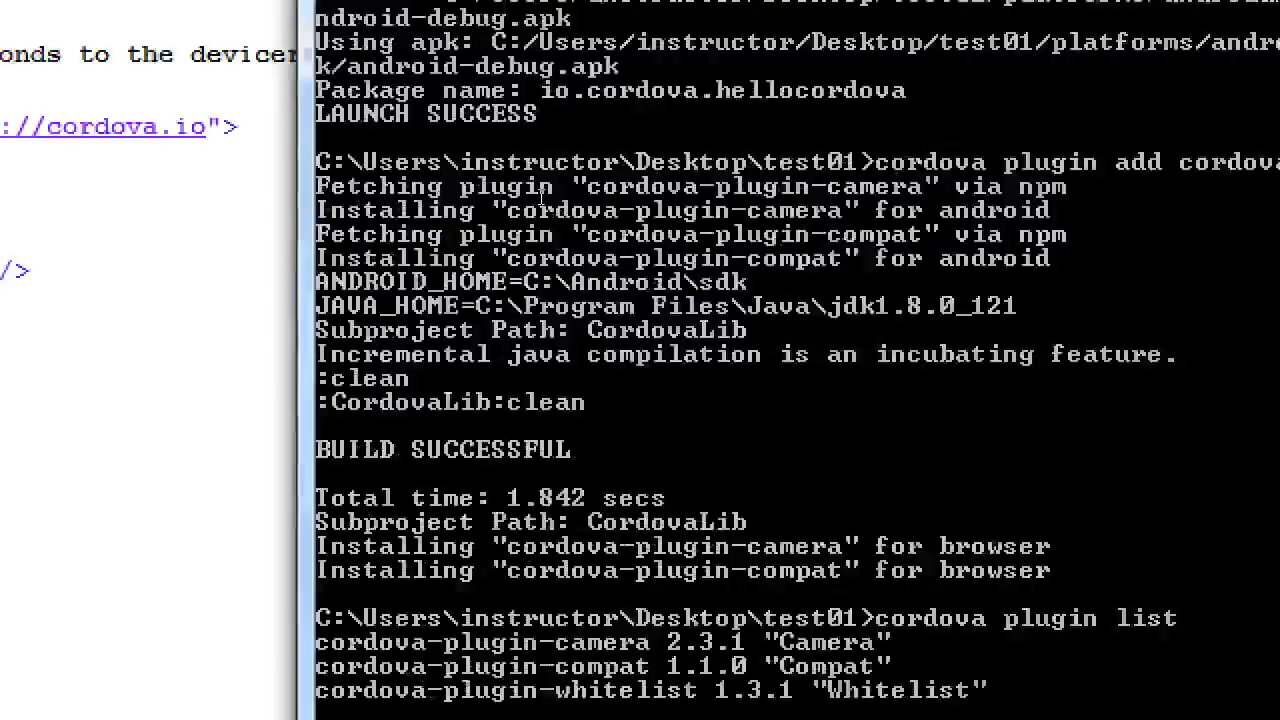 onds to the devicer
://cordova.io">
/>
ndroid-debug.apk
Using apk: C:/Users/instructor/Desktop/test01/platforms/andro
k/android-debug.apk
Package name: io.cordova.hellocordova
LAUNCH SUCCESS
C:\Users\instructor\Desktop\test01>cordova plugin add cordova
Fetching plugin "cordova-plugin-camera" via npm
Installing "cordova-plugin-camera" for android
Fetching plugin "cordova-plugin-compat" via npm
Installing "cordova-plugin-compat" for android
ANDROID_HOME=C:\Android\sdk
JAVA_HOME=C:\Program Files\Java\jdk1.8.0_121
Subproject Path: CordovaLib
Incremental java compilation is an incubating feature.
:clean
:CordovaLib:clean
BUILD SUCCESSFUL
Total time: 1.842 secs
Subproject Path: CordovaLib
Installing "cordova-plugin-camera" for browser
Installing "cordova-plugin-compat" for browser
C:\Users\instructor\Desktop\test01>cordova plugin list
cordova-plugin-camera 2.3.1 "Camera"
cordova-plugin-compat 1.1.0 "Compat"
cordova-plugin-whitelist 1.3.1 "Whitelist"